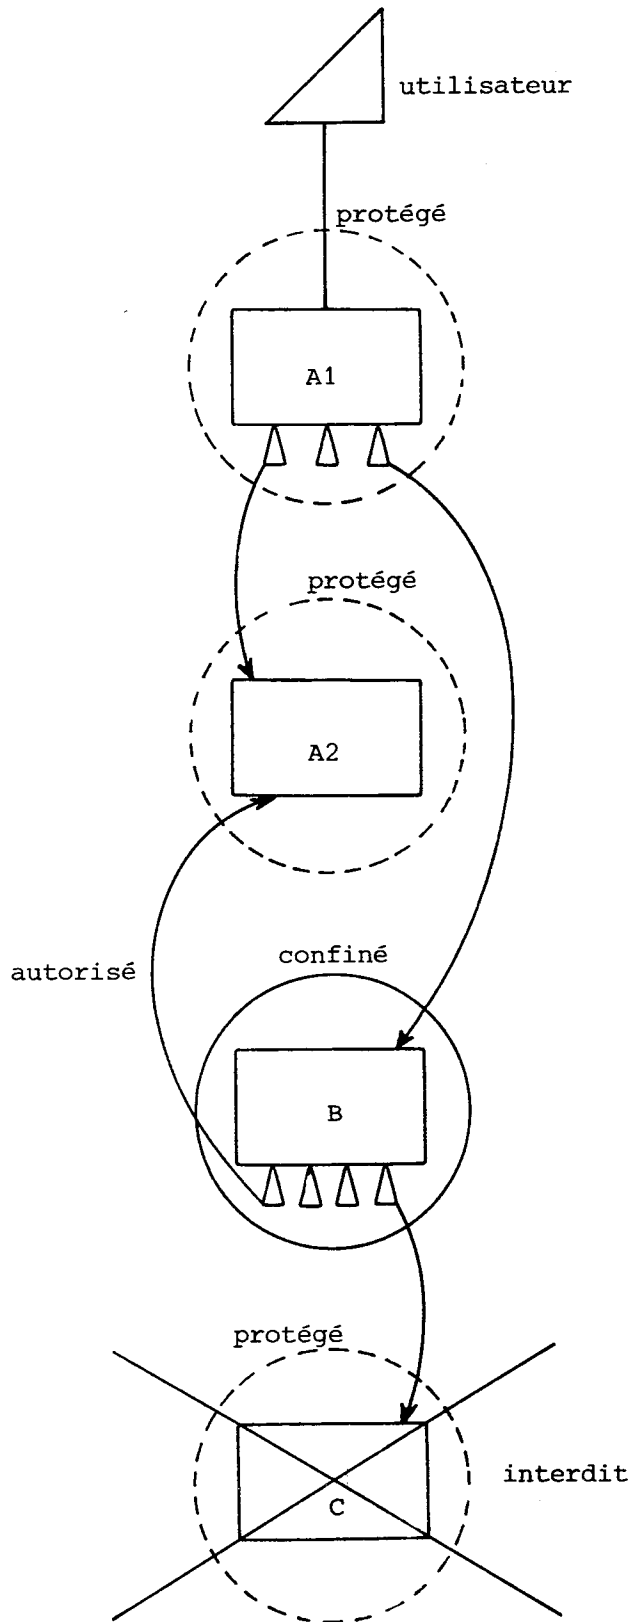 utilisateur
protégé
A1
protégé
A2
confiné
autorisé
B
protégé
interdit
C